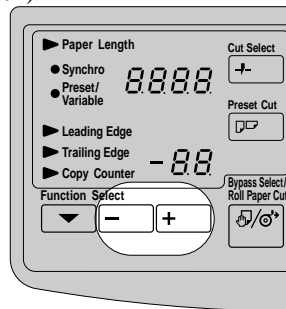 Paper Length
Cut Select
Synchro
Preset/
Variable
8888
Preset Cut
Leading Edge
Trailing Edge
Copy Counter
-88
Function Select
Bypass Select/
Roll Paper Cut
- +